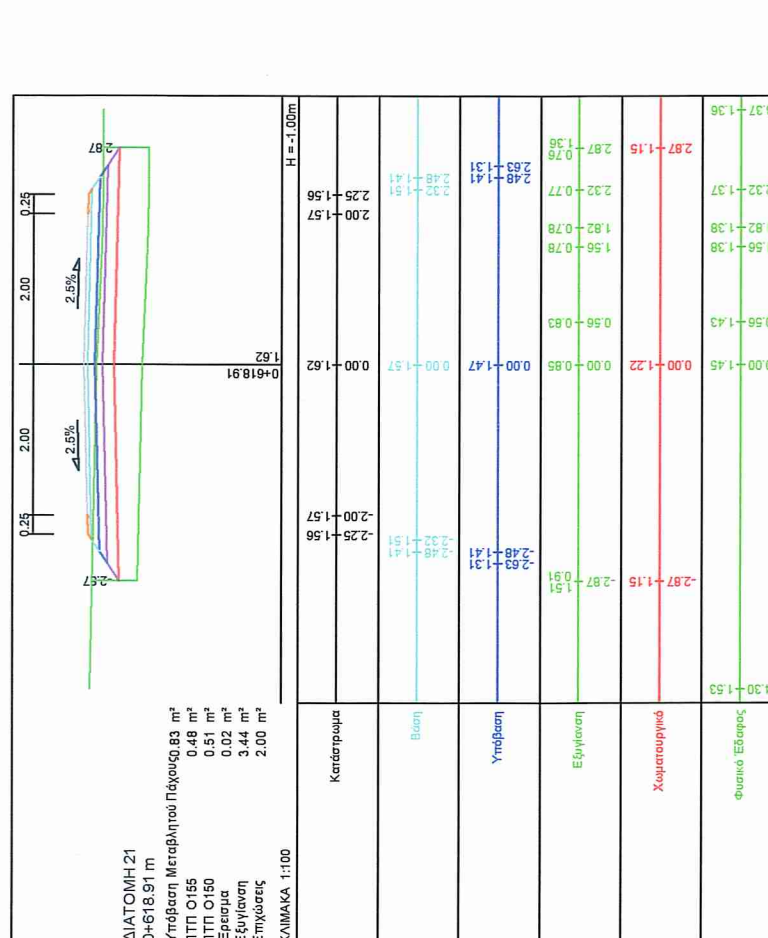 ΔΙΑΤΟΜΗ 21
0+618.91 m
Υπόβαση Μεταβλητού Πάχους 0.83 m²
ΠΤΠ Ο155 0.48 m²
ΠΤΠ Ο150 0.51 m²
Έρεισμα 0.02 m²
Εξυγίανση 3.44 m²
Επιχώσεις 2.00 m²
ΚΛΙΜΑΚΑ 1:100
0.25 2.00 2.00 0.25
2.5% 2.5%
-2.87 2.87
0+618.91 1.62
H = -1.00m
Κατάστρωμα
-2.25 1.56
-2.00 1.57
0.00 1.62
2.00 1.57
2.25 1.56
Βάση
-2.48 1.41
-2.32 1.51
0.00 1.57
2.32 1.51
2.48 1.41
Υπόβαση
-2.63 1.31
-2.48 1.41
0.00 1.47
2.48 1.41
2.63 1.31
Εξυγίανση
-2.87 1.51 0.91
0.00 0.85
0.56 0.83
1.56 0.78
1.82 0.78
2.32 0.77
2.87 0.76 1.36
Χωματουργικά
-2.87 1.15
0.00 1.22
2.87 1.15
Φυσικό Έδαφος
.30 1.53
.00 1.45
.56 1.43
.56 1.38
.82 1.38
.32 1.37
.37 1.36